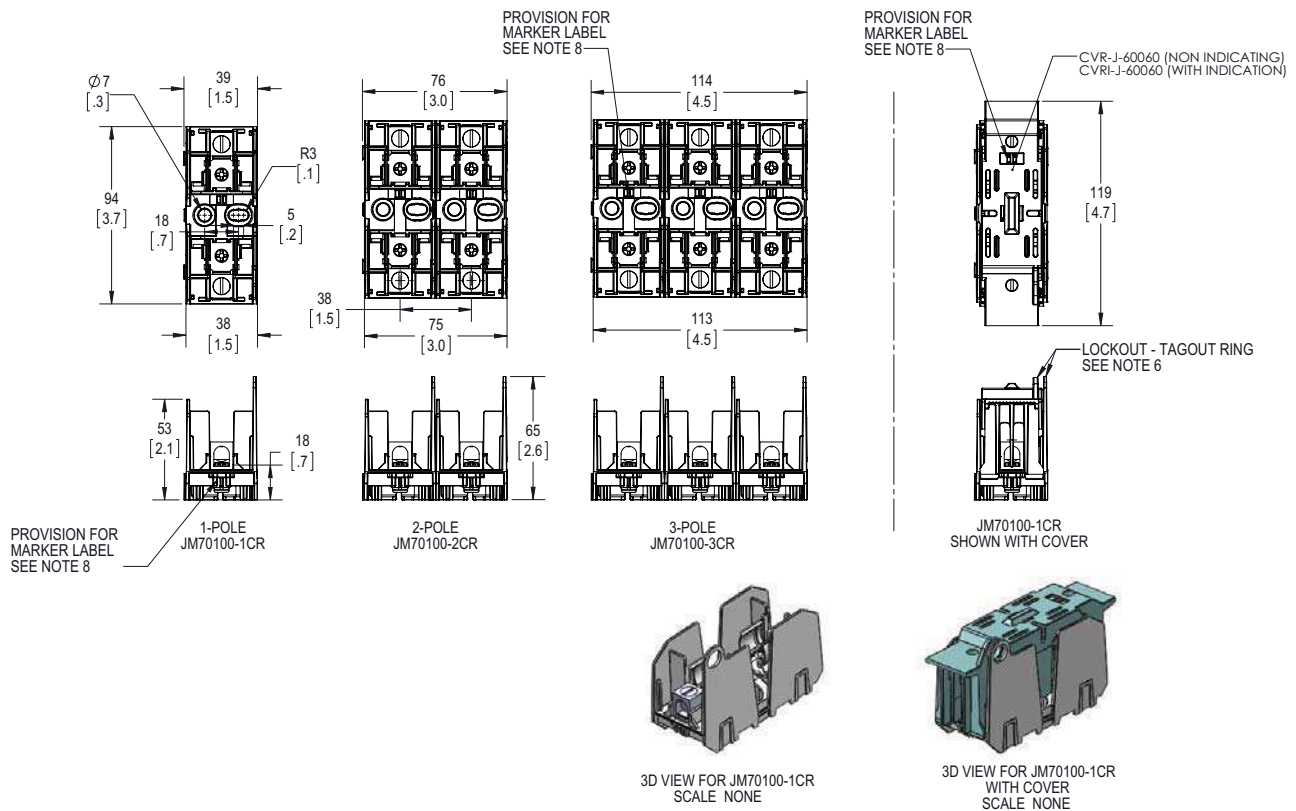 PROVISION FOR
MARKER LABEL
SEE NOTE 8
PROVISION FOR
MARKER LABEL
SEE NOTE 8
CVR-J-60060 (NON INDICATING)
CVRI-J-60060 (WITH INDICATION)
Ø7
[.3]
39
[1.5]
76
[3.0]
114
[4.5]
R3
[.1]
94
[3.7]
18
[.7]
5
[.2]
119
[4.7]
38
[1.5]
38
[1.5]
75
[3.0]
113
[4.5]
LOCKOUT - TAGOUT RING
SEE NOTE 6
53
[2.1]
18
[.7]
65
[2.6]
PROVISION FOR
MARKER LABEL
SEE NOTE 8
1-POLE
JM70100-1CR
2-POLE
JM70100-2CR
3-POLE
JM70100-3CR
JM70100-1CR
SHOWN WITH COVER
3D VIEW FOR JM70100-1CR
SCALE NONE
3D VIEW FOR JM70100-1CR
WITH COVER
SCALE NONE